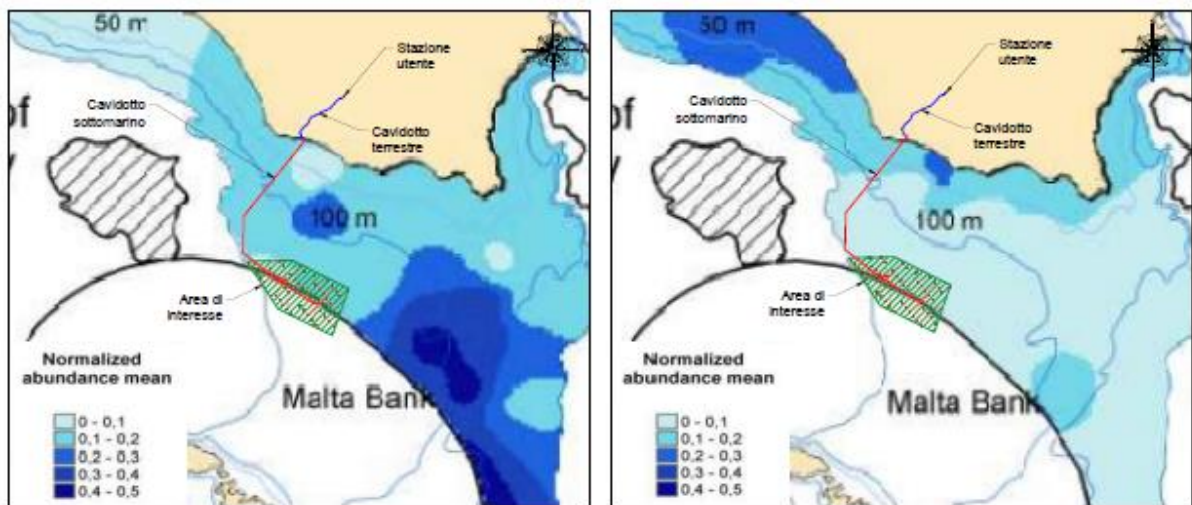 50 m
Stazione
utente
Cavidotto
sottomarino
Cavidotto
terrestre
of
100 m
Area di
Interesse
Normalized
abundance mean
Malta Bank
0 - 0,1
0,1 - 0,2
0,2 - 0,3
0,3 - 0,4
0,4 - 0,5
50 m
Stazione
utente
Cavidotto
sottomarino
Cavidotto
terrestre
of
100 m
Area di
Interesse
Normalized
abundance mean
Malta Bank
0 - 0,1
0,1 - 0,2
0,2 - 0,3
0,3 - 0,4
0,4 - 0,5